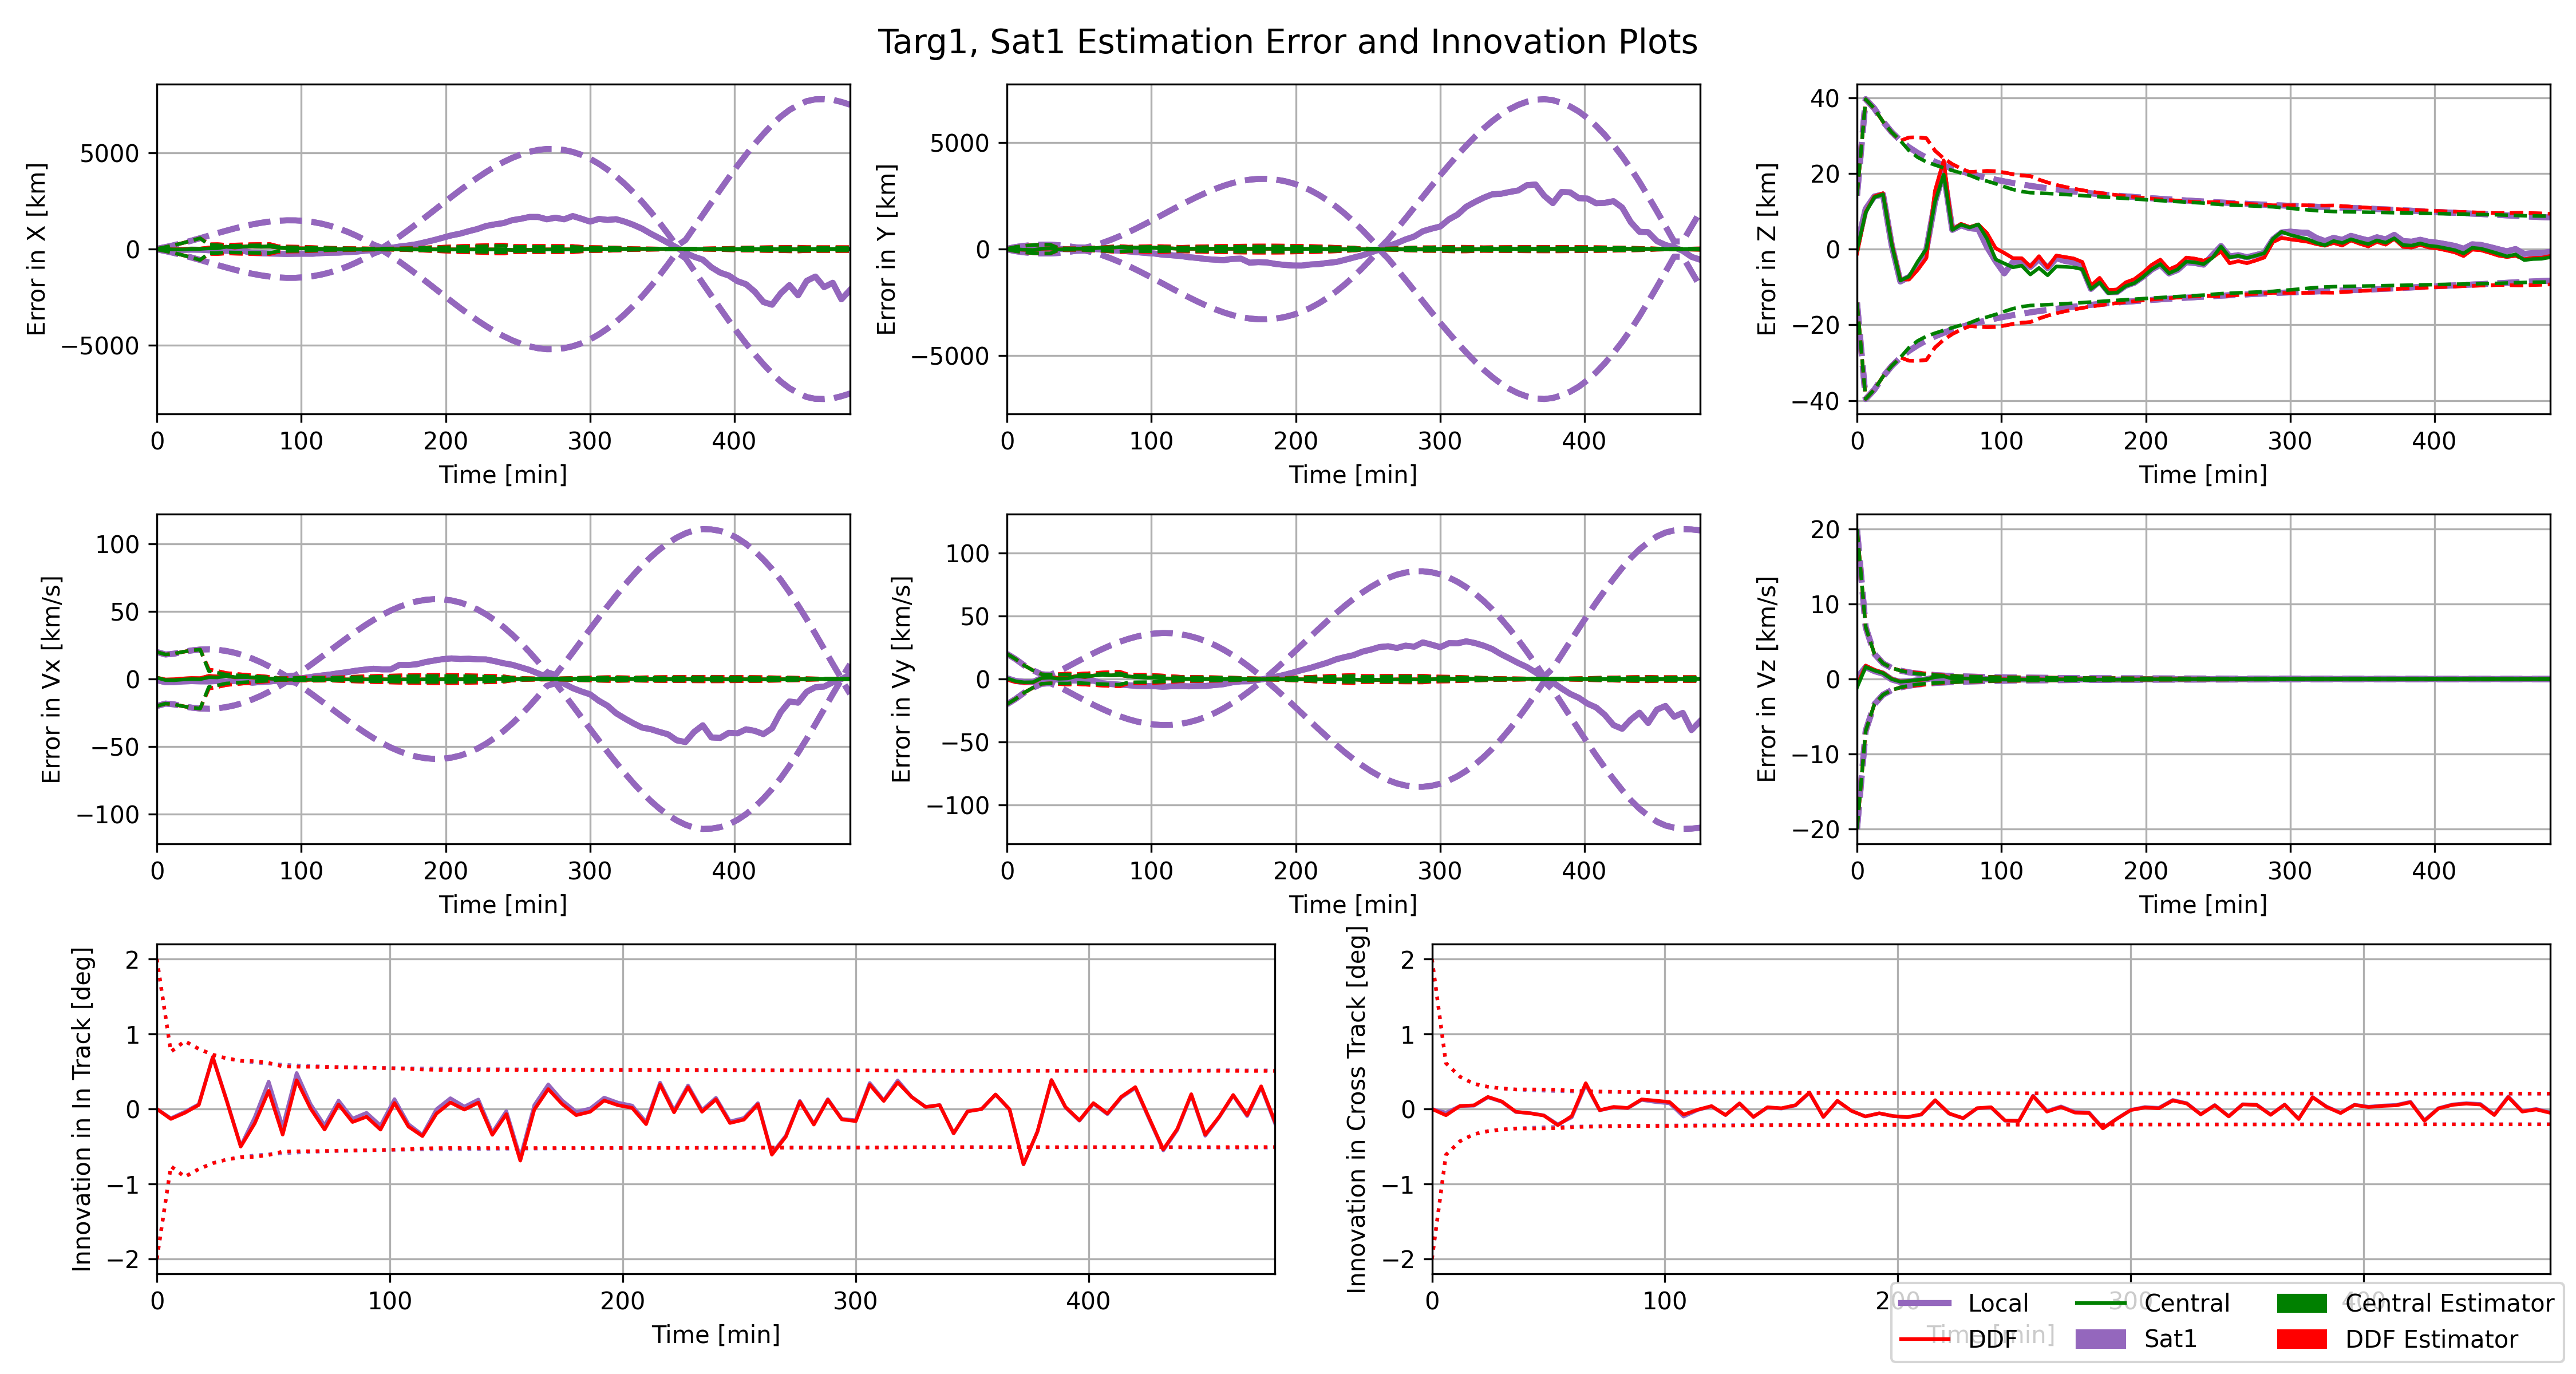 Targ1, Sat1 Estimation Error and Innovation Plots
Error in X [km]
5000
0
−5000
0 100 200 300 400
Time [min]
Error in Y [km]
5000
0
−5000
0 100 200 300 400
Time [min]
Error in Z [km]
40
20
0
−20
−40
0 100 200 300 400
Time [min]
Error in Vx [km/s]
100
50
0
−50
−100
0 100 200 300 400
Time [min]
Error in Vy [km/s]
100
50
0
−50
−100
0 100 200 300 400
Time [min]
Error in Vz [km/s]
20
10
0
−10
−20
0 100 200 300 400
Time [min]
Innovation in In Track [deg]
2
1
0
−1
−2
0 100 200 300 400
Time [min]
Innovation in Cross Track [deg]
2
1
0
−1
−2
0 100 200 300 400
Time [min]
Local Central Central Estimator
DDF Sat1 DDF Estimator